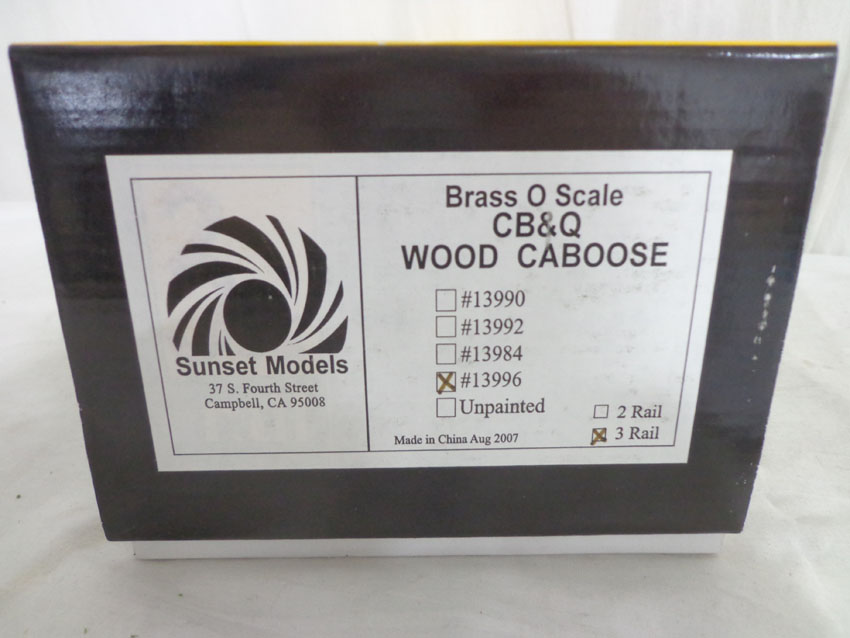 Sunset Models
37 S. Fourth Street
Campbell, CA 95008
Brass O Scale
CB&Q
WOOD CABOOSE
#13990
#13992
#13984
#13996
Unpainted
2 Rail
3 Rail
Made in China Aug 2007